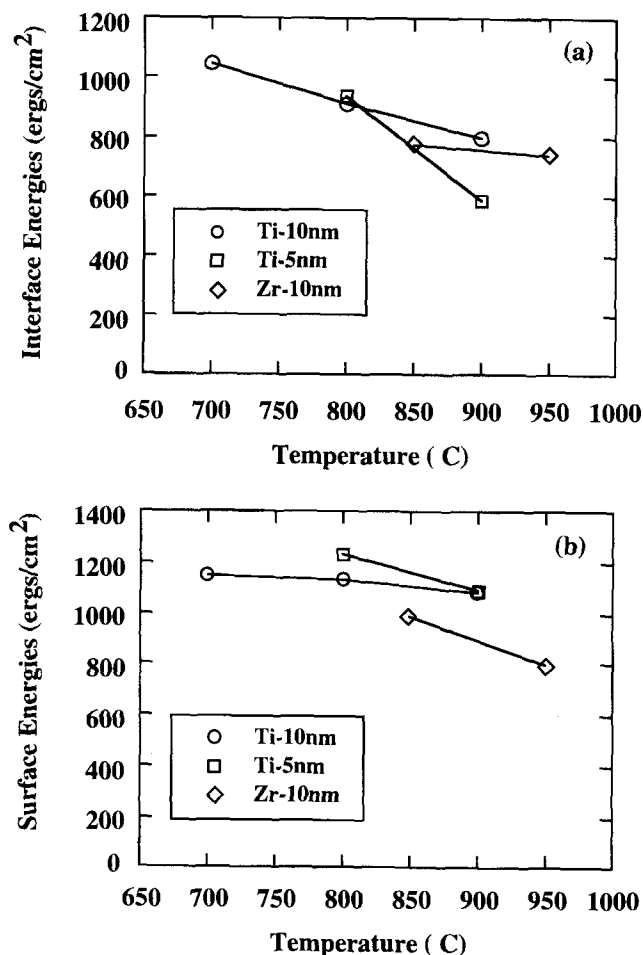 1200
(a)
1000
800
600
400
200
0
Interface Energies (ergs/cm²)
Ti-10nm
Ti-5nm
Zr-10nm
650 700 750 800 850 900 950 1000
Temperature ( C)
1400
(b)
1200
1000
800
600
400
200
0
Surface Energies (ergs/cm²)
Ti-10nm
Ti-5nm
Zr-10nm
650 700 750 800 850 900 950 1000
Temperature ( C)